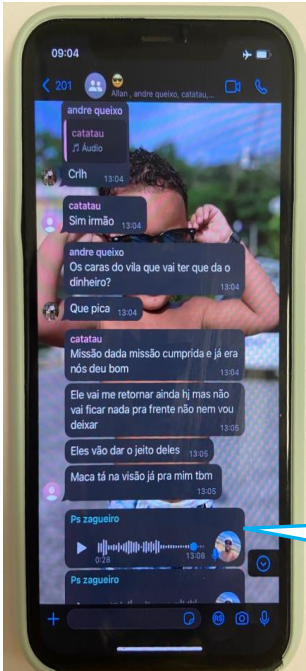 09:04
201
Allan , andre queixo, catatau,...
andre queixo
catatau
Áudio
Crlh 13:04
catatau
Sim irmão 13:04
andre queixo
Os caras do vila que vai ter que da o
dinheiro?
13:04
Que pica 13:04
catatau
Missão dada missão cumprida e já era
nós deu bom
13:04
Ele vai me retornar ainda hj mas não
vai ficar nada pra frente não nem vou
deixar
13:05
Eles vão dar o jeito deles 13:05
Maca tá na visão já pra mim tbm
13:05
Ps zagueiro
0:28 13:08
Ps zagueiro